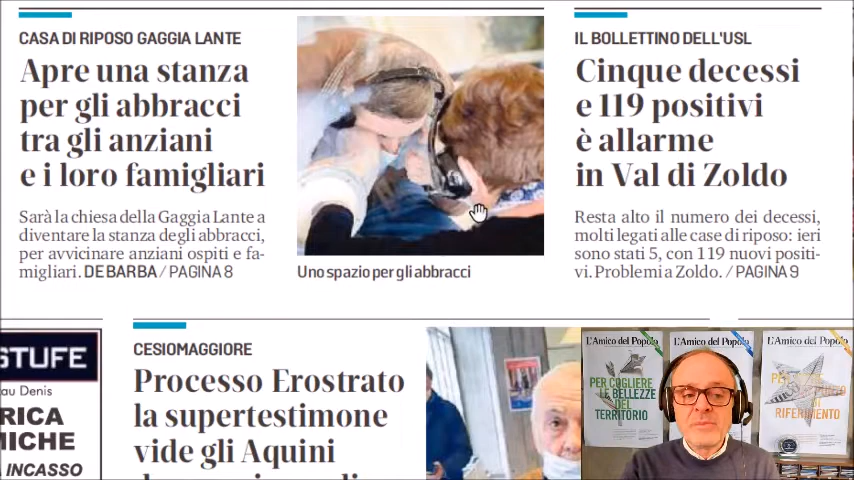 CASA DI RIPOSO GAGGIA LANTE
Apre una stanza
per gli abbracci
tra gli anziani
e i loro famigliari
Sarà la chiesa della Gaggia Lante a
diventare la stanza degli abbracci,
per avvicinare anziani ospiti e fa-
migliari. DE BARBA / PAGINA 8
Uno spazio per gli abbracci
IL BOLLETTINO DELL'USL
Cinque decessi
e 119 positivi
è allarme
in Val di Zoldo
Resta alto il numero dei decessi,
molti legati alle case di riposo: ieri
sono stati 5, con 119 nuovi positi-
vi. Problemi a Zoldo. / PAGINA 9
STUFE
au Denis
RICA
MICHE
INCASSO
CESIOMAGGIORE
Processo Erostrato
la supertestimone
vide gli Aquini
L'Amico del Popolo
PER COGLIERE
LE BELLEZZE
DEL
TERRITORIO
L'Amico del Popolo
L'Amico del Popolo
RIFERIMENTO